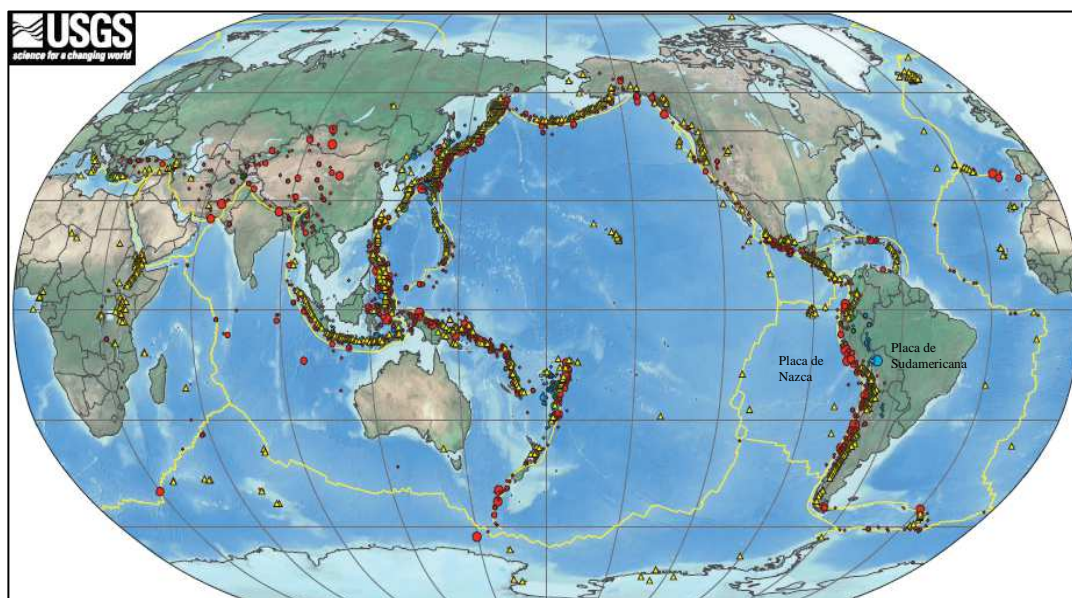 USGS
science for a changing world
Placa de
Nazca
Placa de
Sudamericana